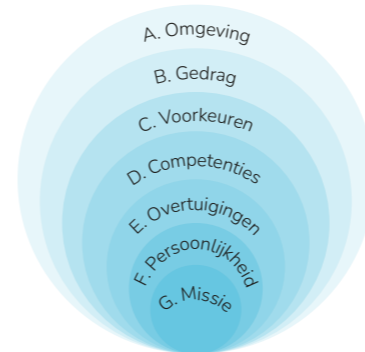 A. Omgeving
B. Gedrag
C. Voorkeuren
D. Competenties
E. Overtuigingen
F. Persoonlijkheid
G. Missie